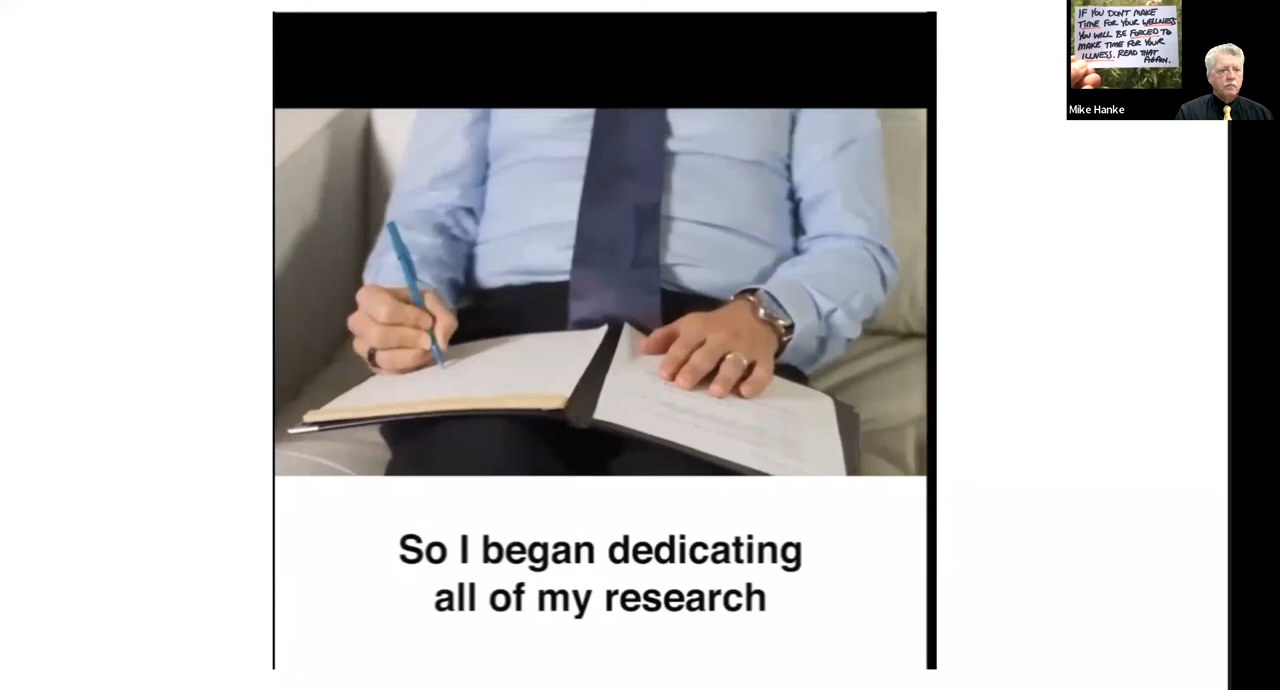 IF YOU DON'T MAKE
TIME FOR YOUR WELLNESS
YOU WILL BE FORCED TO
MAKE TIME FOR YOUR
ILLNESS. READ THAT
AGAIN.
Mike Hanke
So I began dedicating
all of my research